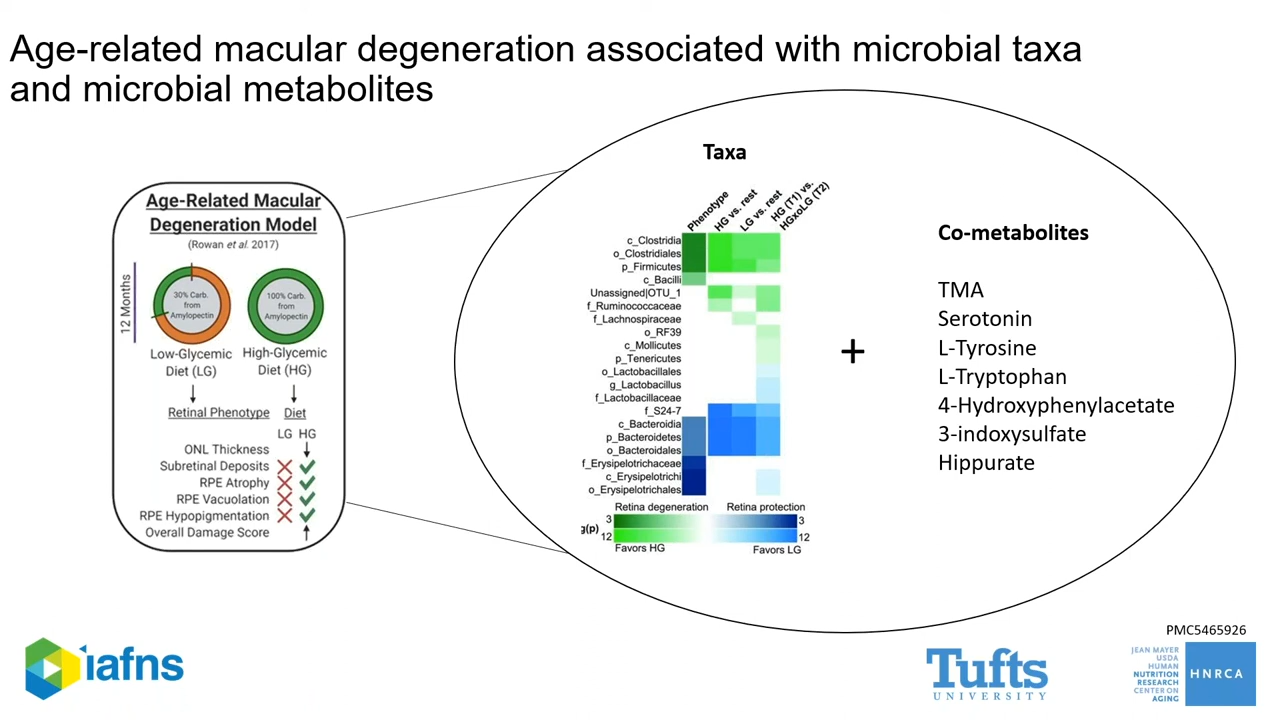 Age-related macular degeneration associated with microbial taxa
and microbial metabolites
Age-Related Macular
Degeneration Model
(Rowan et al. 2017)
12 Months
30% Carb.
from
Amylopectin
100% Carb.
from
Amylopectin
Low-Glycemic
Diet (LG)
High-Glycemic
Diet (HG)
Retinal Phenotype
Diet
LG HG
ONL Thickness
Subretinal Deposits
RPE Atrophy
RPE Vacuolation
RPE Hypopigmentation
Overall Damage Score
Taxa
Phenotype
HG vs. rest
LG vs. rest
HG (T1) vs.
HGxoLG (T2)
c_Clostridia
o_Clostridiales
p_Firmicutes
c_Bacilli
Unassigned|OTU_1
f_Ruminococcaceae
f_Lachnospiraceae
o_RF39
c_Mollicutes
p_Tenericutes
o_Lactobacillales
g_Lactobacillus
f_Lactobacillaceae
f_S24-7
c_Bacteroidia
p_Bacteroidetes
o_Bacteroidales
f_Erysipelotrichaceae
c_Erysipelotrichi
o_Erysipelotrichales
Retina degeneration
Retina protection
3
3
g(p)
12
12
Favors HG
Favors LG
+
Co-metabolites
TMA
Serotonin
L-Tyrosine
L-Tryptophan
4-Hydroxyphenylacetate
3-indoxysulfate
Hippurate
PMC5465926
iafns
Tufts
UNIVERSITY
JEAN MAYER
USDA
HUMAN
NUTRITION
RESEARCH
CENTER ON
AGING
HNRCA